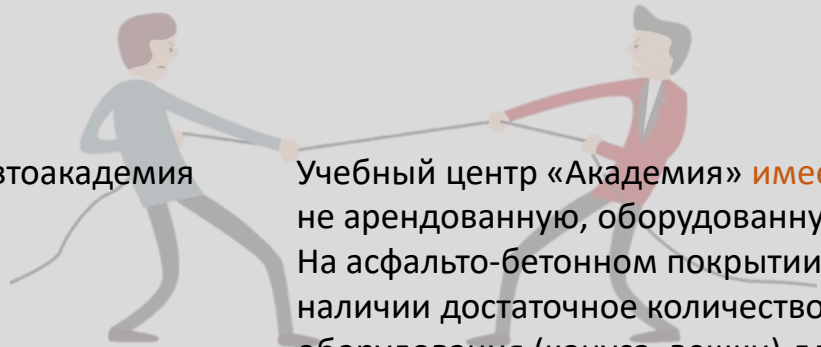 втоакадемия
Учебный центр «Академия» имее
не арендованную, оборудованну
На асфальто-бетонном покрытии
наличии достаточное количество